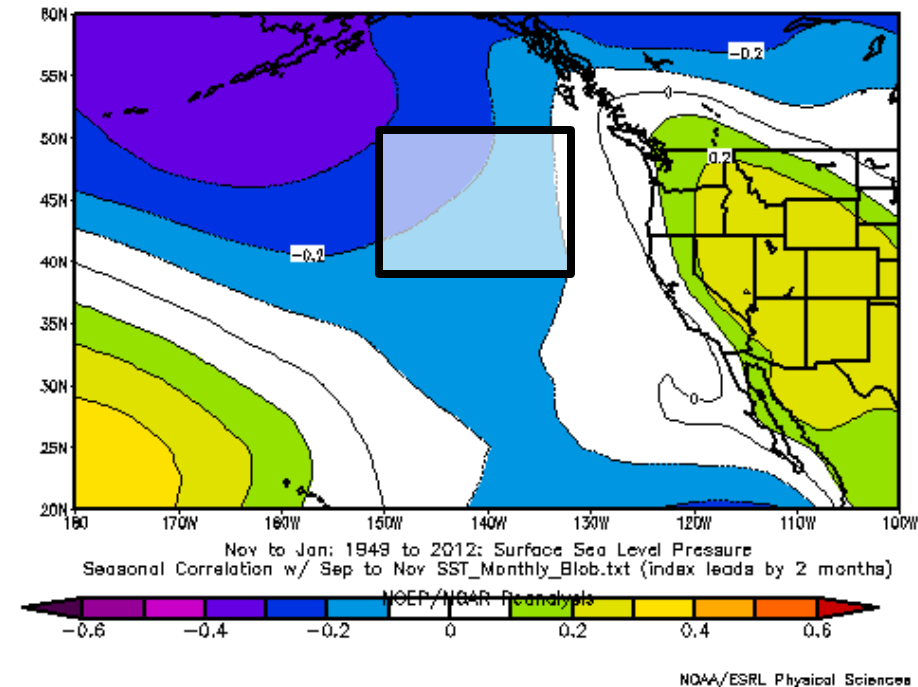 60N
55N
50N
45N
40N
35N
30N
25N
20N
-0.2
0
0.2
-0.2
0
180 170W 160W 150W 140W 130W 120W 110W 100W
Nov to Jan: 1949 to 2012: Surface Sea Level Pressure
Seasonal Correlation w/ Sep to Nov SST_Monthly_Blob.txt (index leads by 2 months)
NCEP/NCAR Reanalysis
-0.6 -0.4 -0.2 0 0.2 0.4 0.6
NOAA/ESRL Physical Sciences